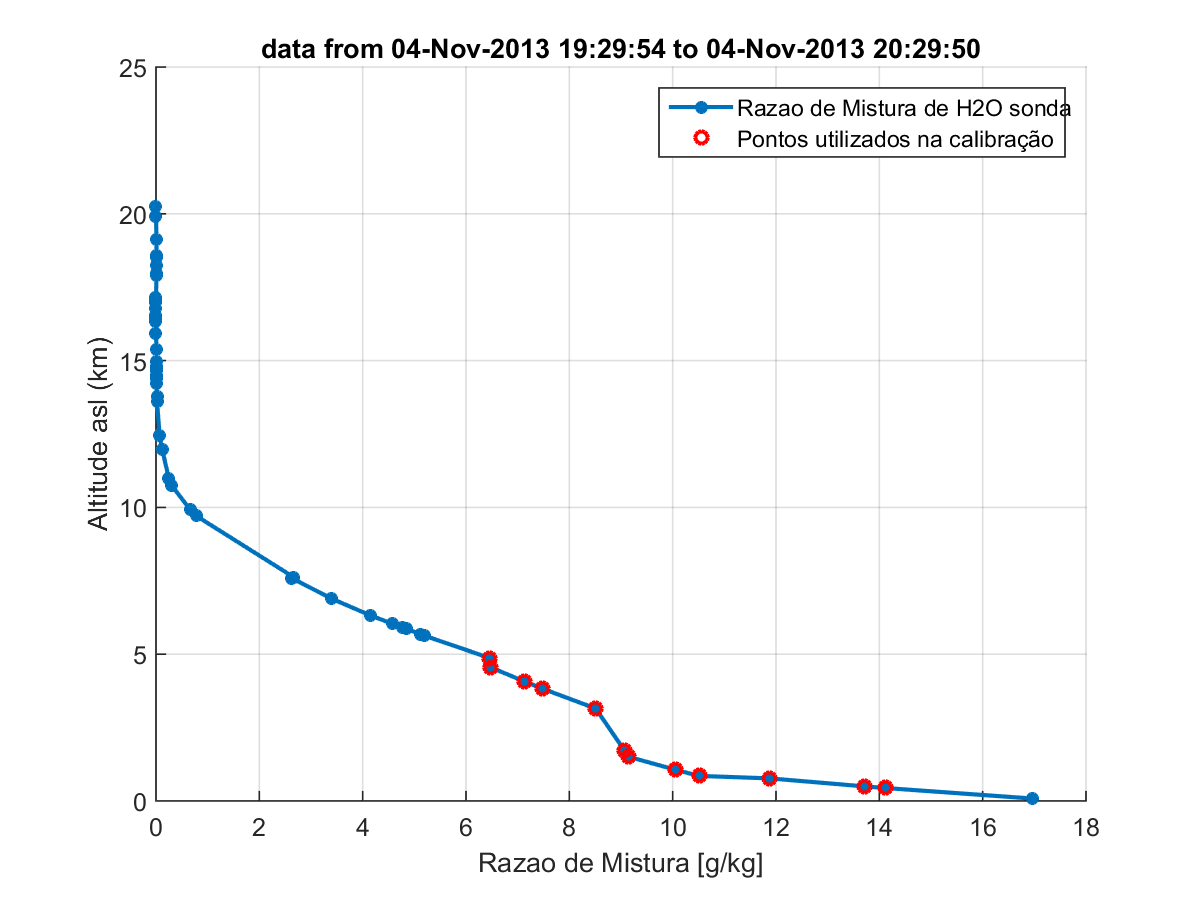 data from 04-Nov-2013 19:29:54 to 04-Nov-2013 20:29:50
Razao de Mistura de H2O sonda
Pontos utilizados na calibração
Altitude asl (km)
25
20
15
10
5
0
0 2 4 6 8 10 12 14 16 18
Razao de Mistura [g/kg]